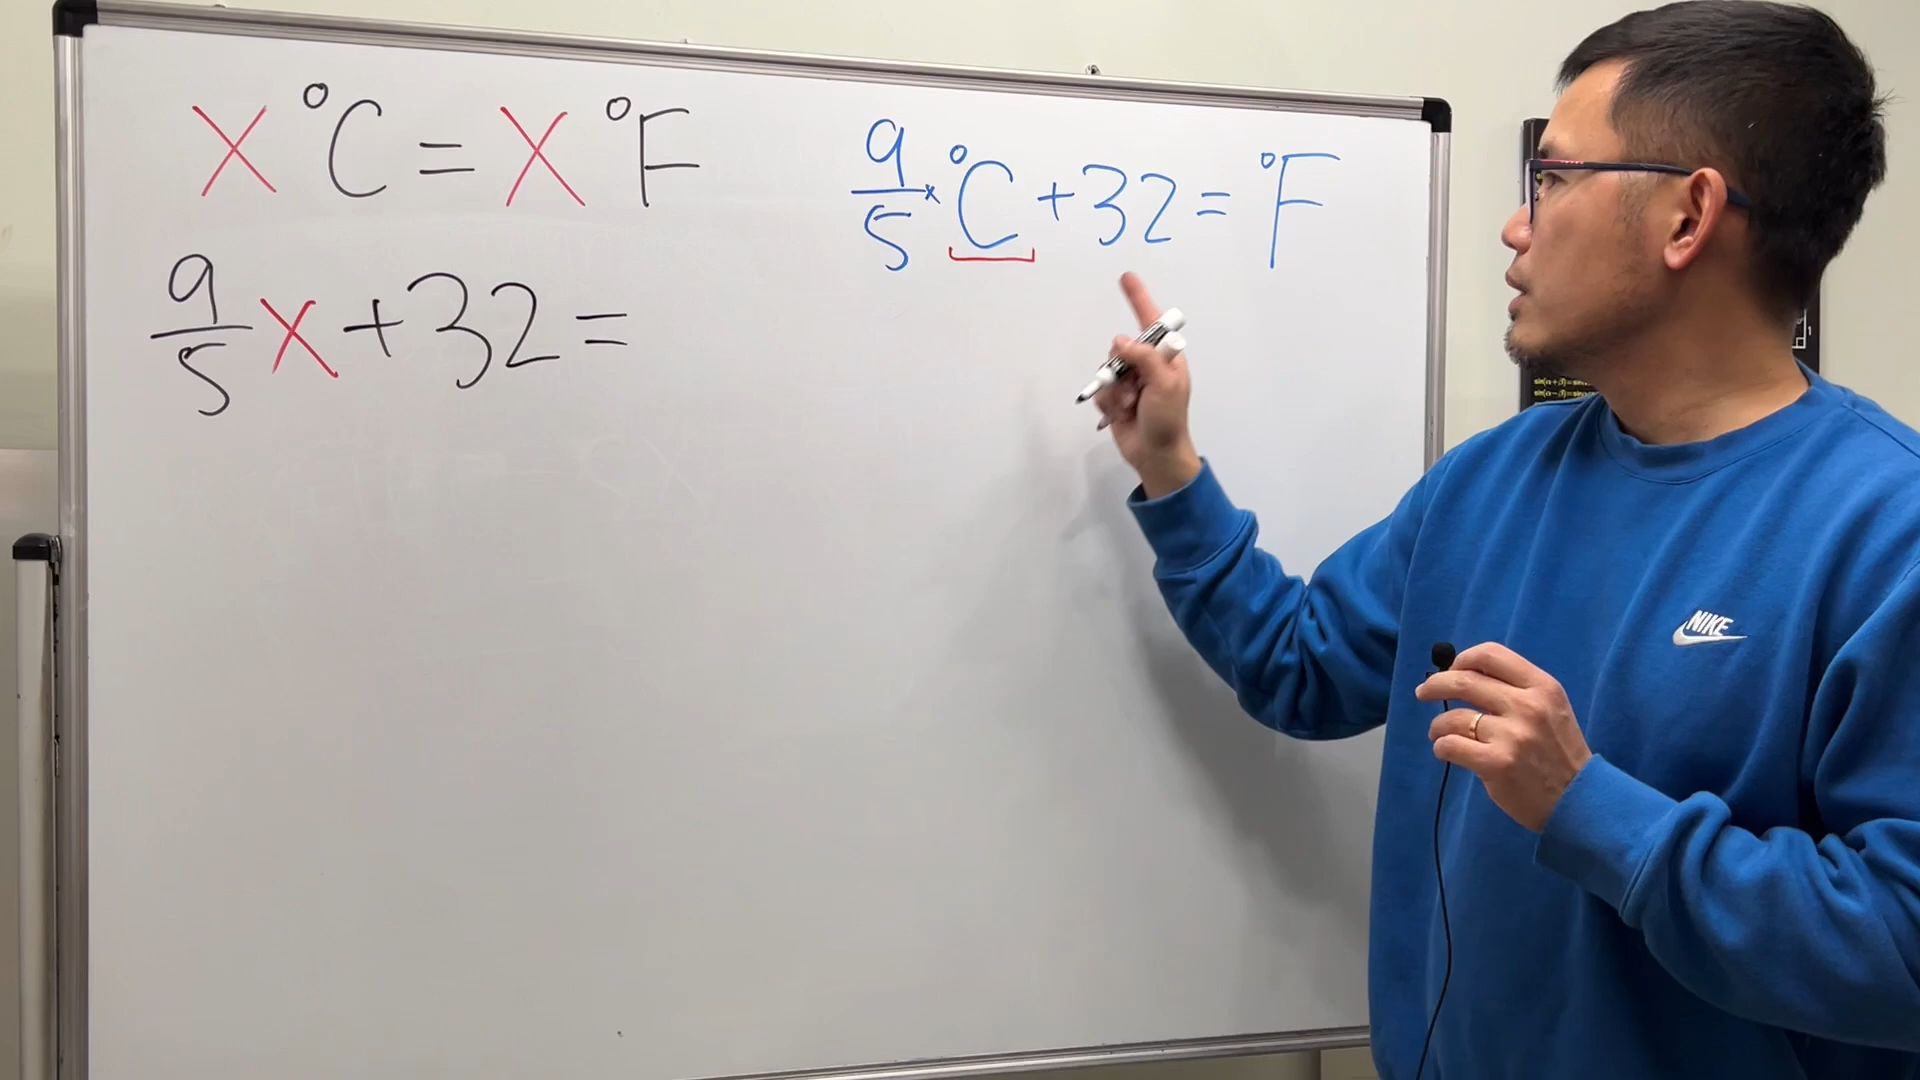 X °C = X °F
9/5 × °C + 32 = °F
9/5 x + 32 =
NIKE